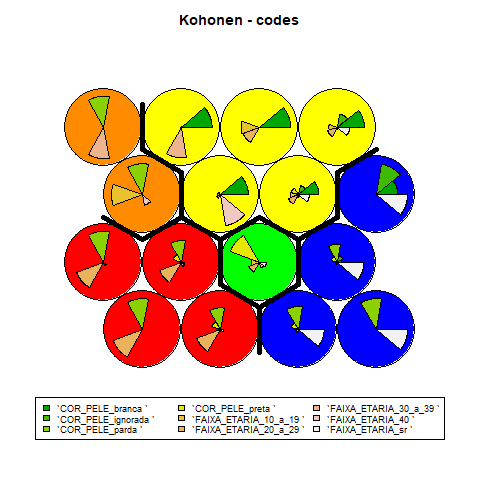 Kohonen - codes
`COR_PELE_branca ` `COR_PELE_preta ` `FAIXA_ETARIA_30_a_39 `
`COR_PELE_ignorada ` `FAIXA_ETARIA_10_a_19 ` `FAIXA_ETARIA_40 `
`COR_PELE_parda ` `FAIXA_ETARIA_20_a_29 ` `FAIXA_ETARIA_sr `